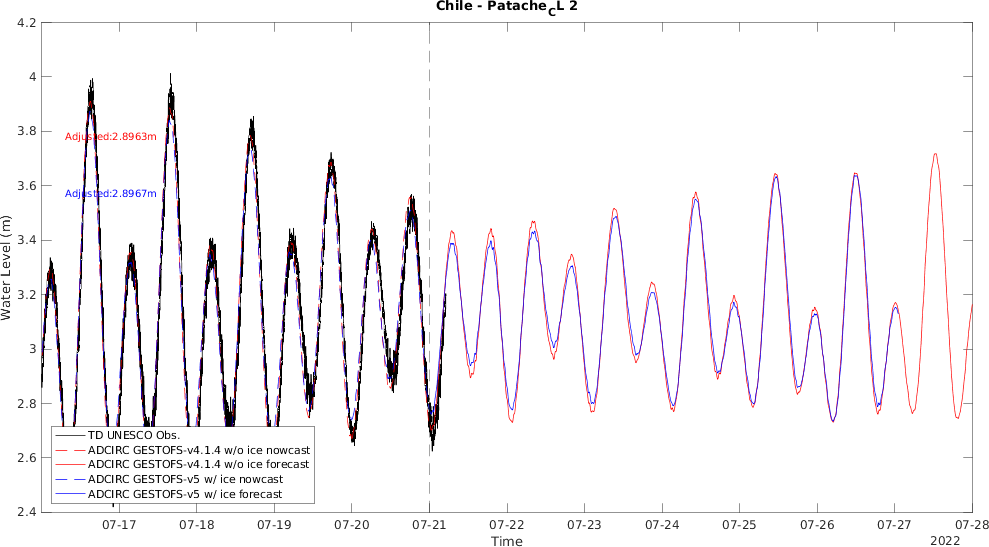 Chile - Patache_CL 2
4.2
4
3.8
3.6
3.4
3.2
3
2.8
2.6
2.4
Water Level (m)
Adjusted:2.8963m
Adjusted:2.8967m
TD UNESCO Obs.
ADCIRC GESTOFS-v4.1.4 w/o ice nowcast
ADCIRC GESTOFS-v4.1.4 w/o ice forecast
ADCIRC GESTOFS-v5 w/ ice nowcast
ADCIRC GESTOFS-v5 w/ ice forecast
07-17 07-18 07-19 07-20 07-21 07-22 07-23 07-24 07-25 07-26 07-27 07-28
Time
2022